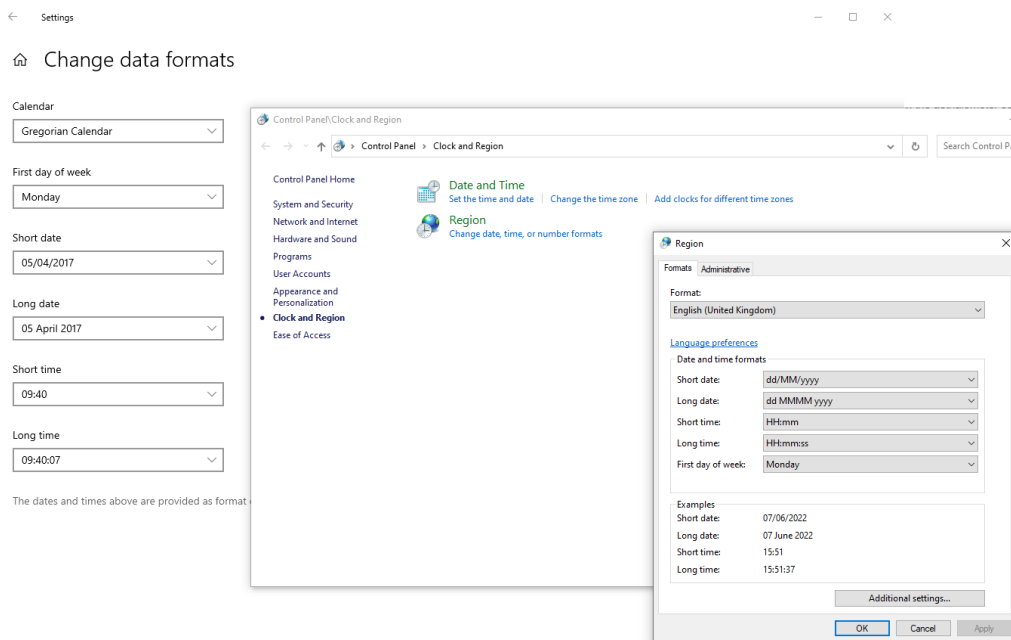 Settings
Change data formats
Calendar
Gregorian Calendar
First day of week
Monday
Short date
05/04/2017
Long date
05 April 2017
Short time
09:40
Long time
09:40:07
The dates and times above are provided as format
Control Panel\Clock and Region
Control Panel > Clock and Region
Search Control Pa
Control Panel Home
System and Security
Network and Internet
Hardware and Sound
Programs
User Accounts
Appearance and
Personalization
Clock and Region
Ease of Access
Date and Time
Set the time and date
Change the time zone
Add clocks for different time zones
Region
Change date, time, or number formats
Region
Formats
Administrative
Format:
English (United Kingdom)
Language preferences
Date and time formats
Short date: dd/MM/yyyy
Long date: dd MMMM yyyy
Short time: HH:mm
Long time: HH:mm:ss
First day of week: Monday
Examples
Short date: 07/06/2022
Long date: 07 June 2022
Short time: 15:51
Long time: 15:51:37
Additional settings...
OK
Cancel
Apply